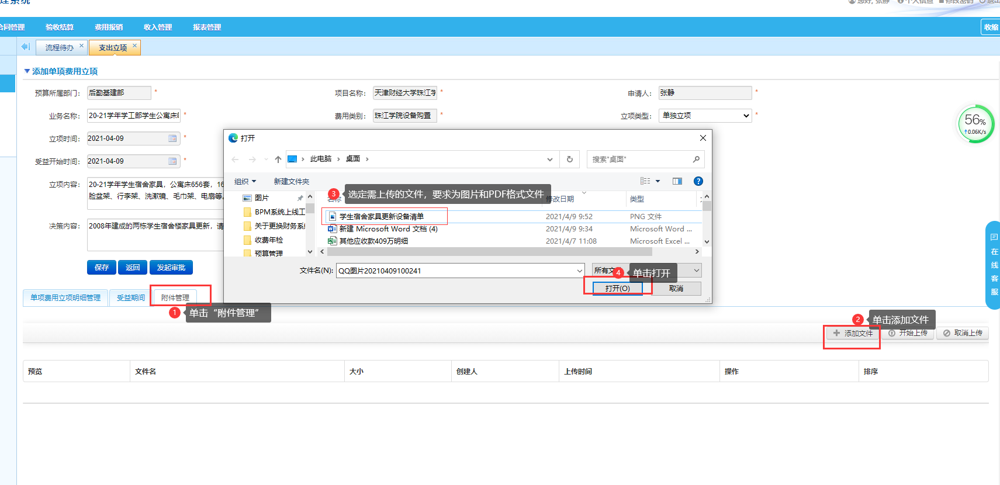 理系统
您好, 张静 个人信息 修改密码 退出
合同管理 验收结算 费用报销 收入管理 报表管理 收缩
流程待办 × 支出立项 ×
添加单项费用立项
预算所属部门: 后勤基建部 * 项目名称: 天津财经大学珠江学 * 申请人: 张静 *
业务名称: 20-21学年学工部学生公寓床 * 费用类别: 珠江学院设备购置 * 立项类型: 单独立项 *
56%
0.06K/s
立项时间: 2021-04-09 *
受益开始时间: 2021-04-09 *
立项内容: 20-21学年学生宿舍家具，公寓床656套，16
脸盆架、行李架、洗漱镜、毛巾架、电扇等。
决策内容: 2008年建成的两栋学生宿舍楼家具更新，请
保存 返回 发起审批
打开
此电脑 › 桌面 ›
搜索"桌面"
组织 新建文件夹
3 选定需上传的文件，要求为图片和PDF格式文件
名称 修改日期 类型
图片
BPM系统上线工
关于更换财务系
收费年检
预算管理
学生宿舍家具更新设备清单 2021/4/9 9:52 PNG 文件
新建 Microsoft Word 文档 (4) 2021/4/9 9:34 Microsoft Word ...
其他应收款409万明细 2021/4/7 11:08 Microsoft Excel ...
文件名(N): QQ图片20210409100241 所有文
4 单击打开
打开(O) 取消
单项费用立项明细管理 受益期间 附件管理
1 单击“附件管理”
2 单击添加文件
添加文件 开始上传 取消上传
预览 文件名 大小 创建人 上传时间 操作 排序
在线客服